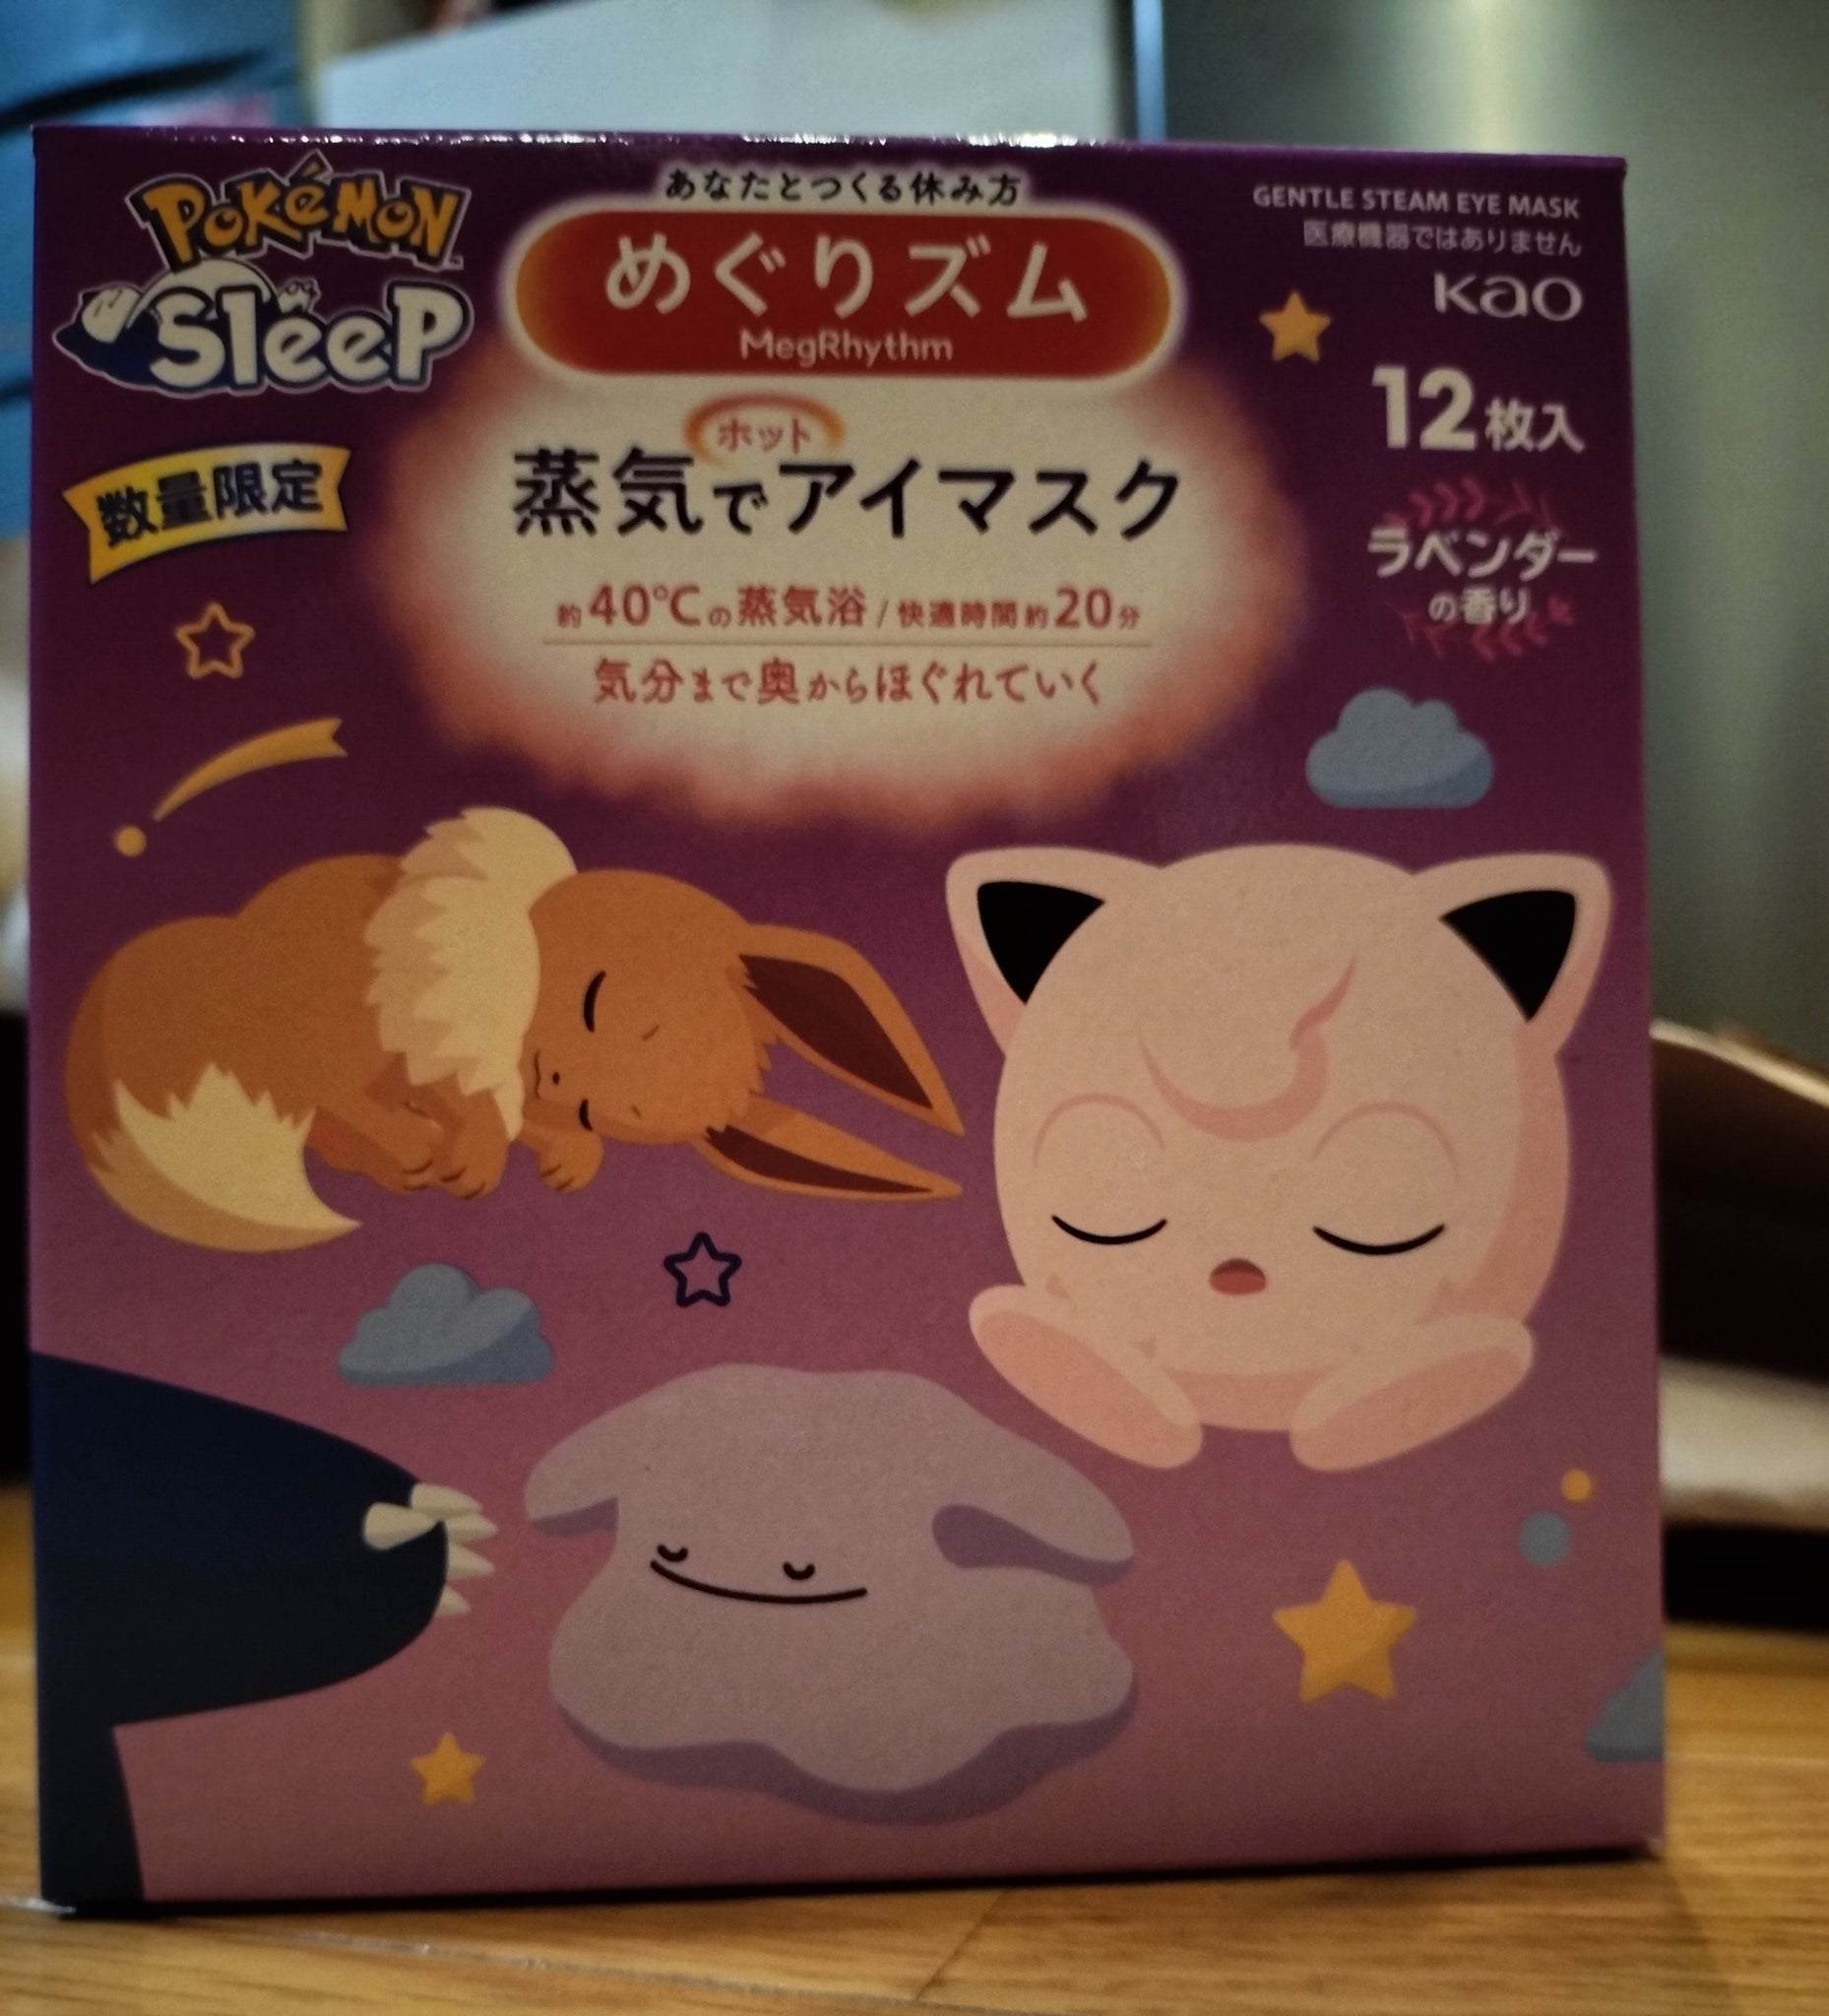 POKéMON
Sleep
あなたとつくる休み方
めぐりズム
MegRhythm
GENTLE STEAM EYE MASK
医療機器ではありません
Kao
12枚入
数量限定
ホット
蒸気でアイマスク
約40℃の蒸気浴/快適時間約20分
気分まで奥からほぐれていく
ラベンダー
の香り